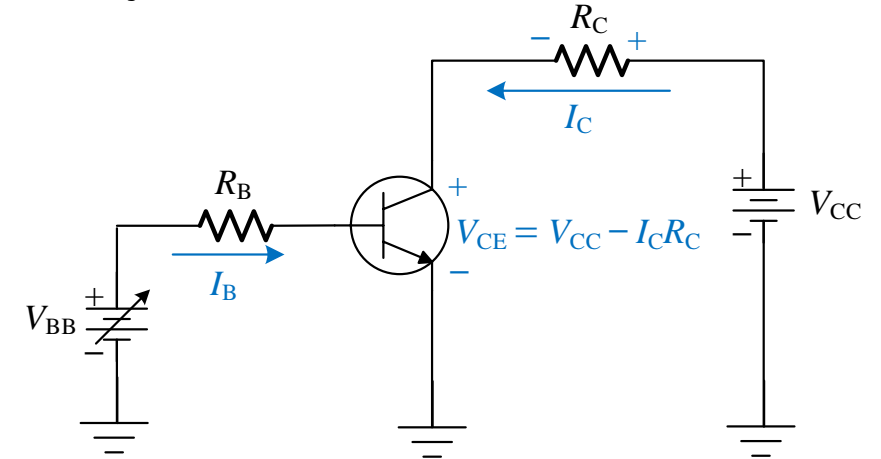 R_C
− +
I_C
R_B
+
+
V_CC
V_CE = V_CC − I_C R_C
−
−
I_B
+
V_BB
−